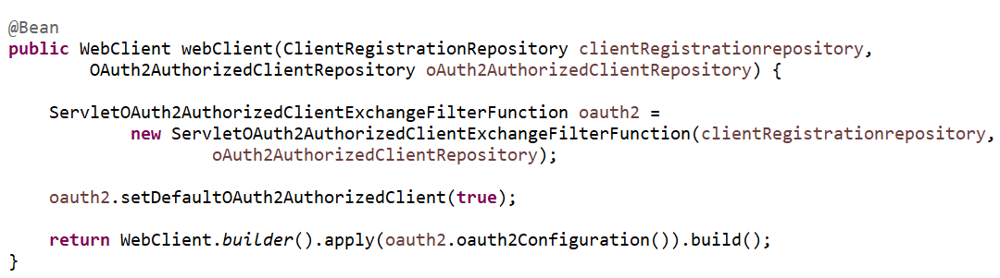 @Bean
public WebClient webClient(ClientRegistrationRepository clientRegistrationrepository,
OAuth2AuthorizedClientRepository oAuth2AuthorizedClientRepository) {
ServletOAuth2AuthorizedClientExchangeFilterFunction oauth2 =
new ServletOAuth2AuthorizedClientExchangeFilterFunction(clientRegistrationrepository,
oAuth2AuthorizedClientRepository);
oauth2.setDefaultOAuth2AuthorizedClient(true);
return WebClient.builder().apply(oauth2.oauth2Configuration()).build();
}